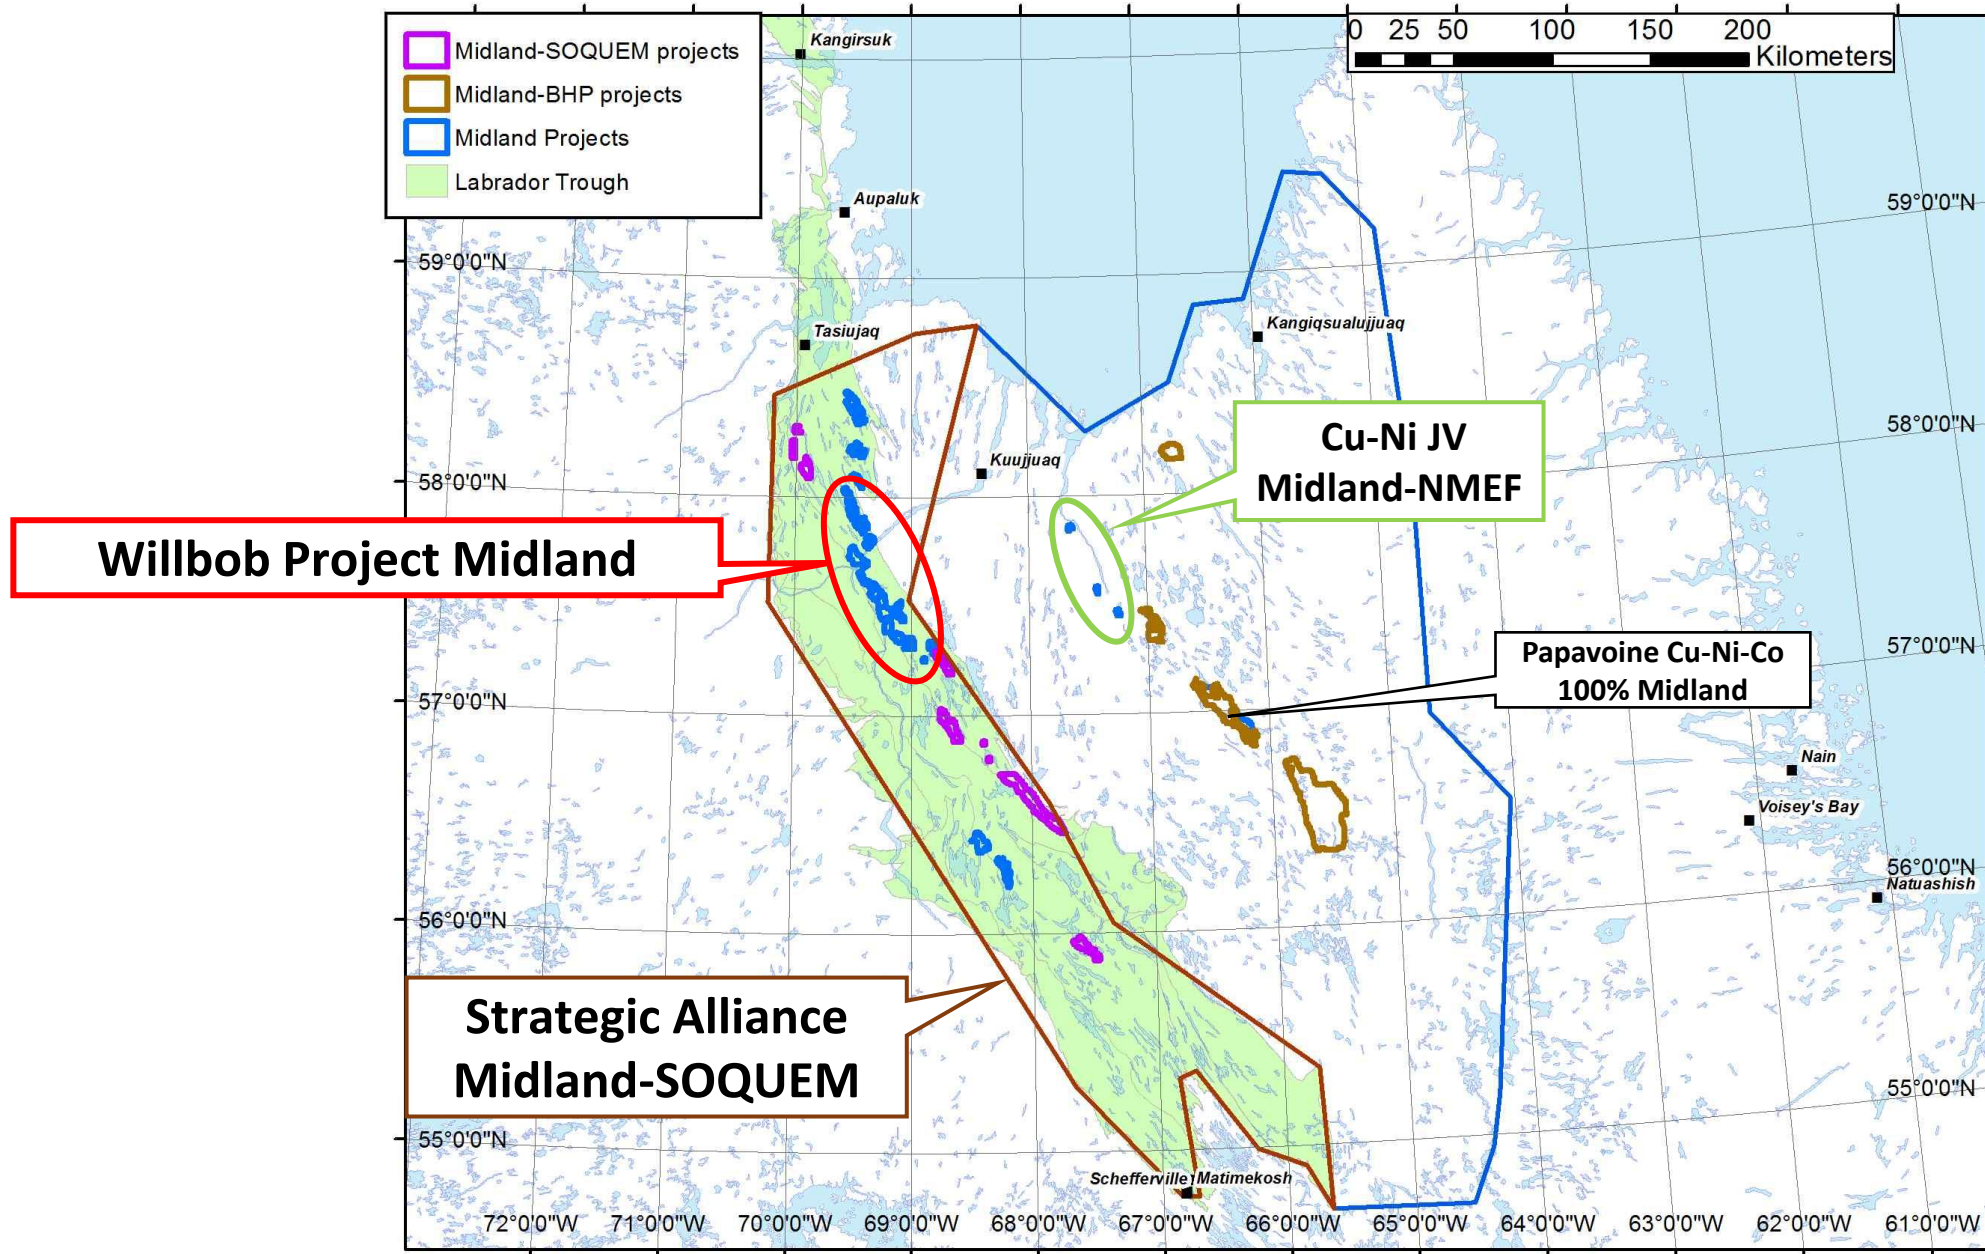 Midland-SOQUEM projects
Midland-BHP projects
Midland Projects
Labrador Trough
0 25 50 100 150 200
Kilometers
Kangirsuk
Aupaluk
59°0'0"N
59°0'0"N
Tasiujaq
Kangiqsualujjuaq
Cu-Ni JV
Midland-NMEF
58°0'0"N
Kuujjuaq
58°0'0"N
Willbob Project Midland
Papavoine Cu-Ni-Co
100% Midland
57°0'0"N
57°0'0"N
Nain
Voisey's Bay
56°0'0"N
Natuashish
56°0'0"N
Strategic Alliance
Midland-SOQUEM
55°0'0"N
55°0'0"N
Schefferville Matimekosh
72°0'0"W 71°0'0"W 70°0'0"W 69°0'0"W 68°0'0"W 67°0'0"W 66°0'0"W 65°0'0"W 64°0'0"W 63°0'0"W 62°0'0"W 61°0'0"W